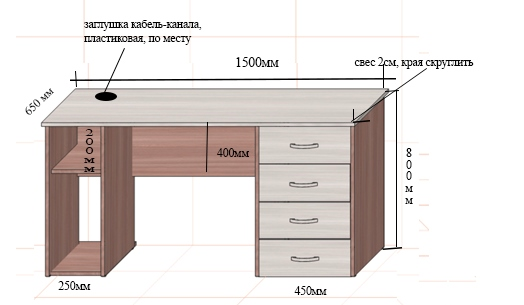 заглушка кабель-канала,
пластиковая, по месту
1500мм
свес 2см, края скруглить
650 мм
200мм
400мм
800мм
250мм
450мм